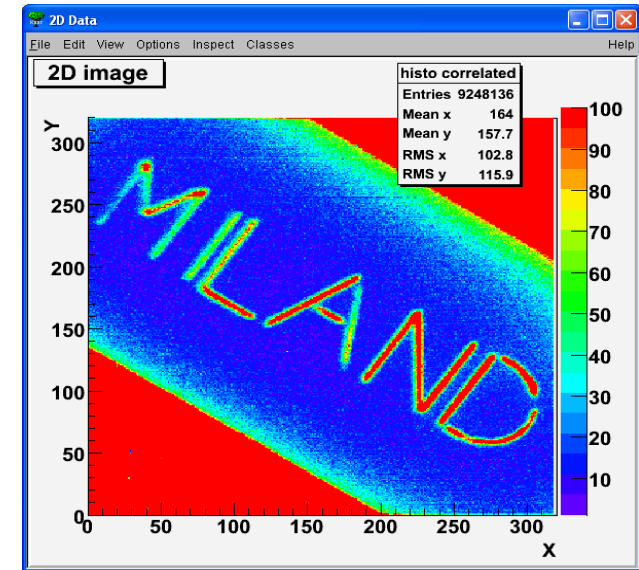 2D Data
File Edit View Options Inspect Classes Help
2D image
histo correlated
Entries 9248136
Mean x 164
Mean y 157.7
RMS x 102.8
RMS y 115.9
Y
300
250
200
150
100
50
0
0 50 100 150 200 250 300
X
100
90
80
70
60
50
40
30
20
10
MILAND